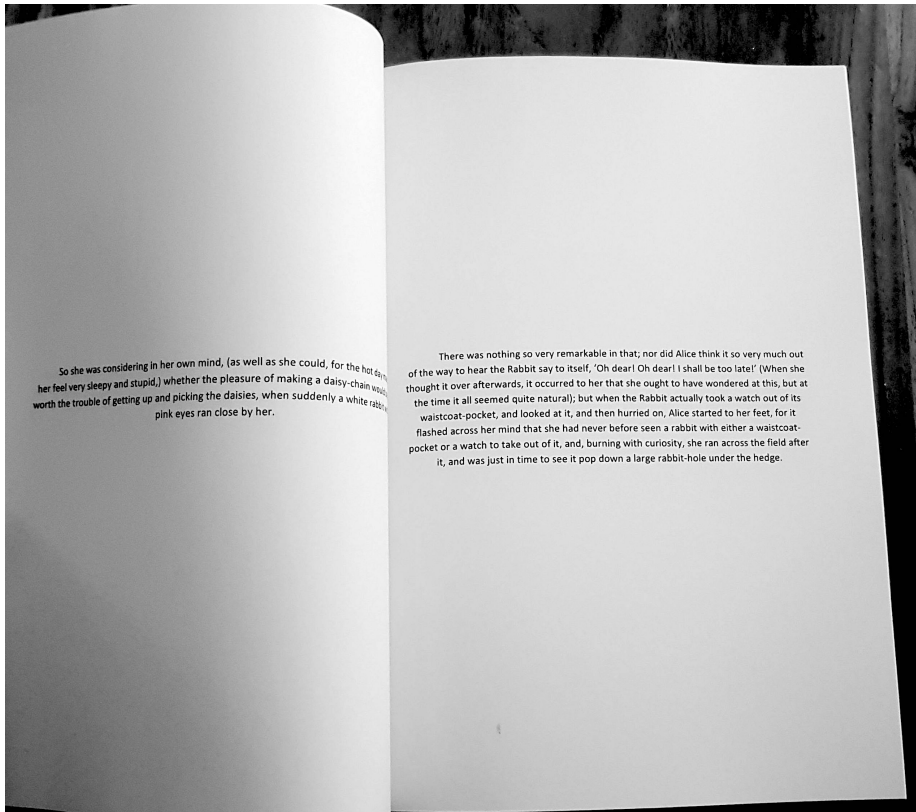 So she was considering in her own mind, (as well as she could, for the hot
her feel very sleepy and stupid,) whether the pleasure of making a daisy-chain
worth the trouble of getting up and picking the daisies, when suddenly a white
pink eyes ran close by her.
There was nothing so very remarkable in that; nor did Alice think it so very much out
of the way to hear the Rabbit say to itself, 'Oh dear! Oh dear! I shall be too late!' (When she
thought it over afterwards, it occurred to her that she ought to have wondered at this, but at
the time it all seemed quite natural); but when the Rabbit actually took a watch out of its
waistcoat-pocket, and looked at it, and then hurried on, Alice started to her feet, for it
flashed across her mind that she had never before seen a rabbit with either a waistcoat-
pocket or a watch to take out of it, and, burning with curiosity, she ran across the field after
it, and was just in time to see it pop down a large rabbit-hole under the hedge.